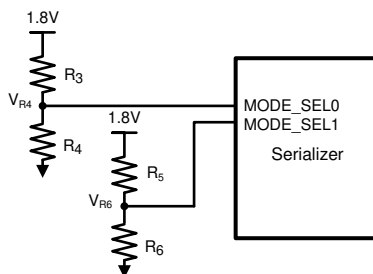 1.8V
R3
VR4
R4
1.8V
R5
VR6
R6
MODE_SEL0
MODE_SEL1
Serializer